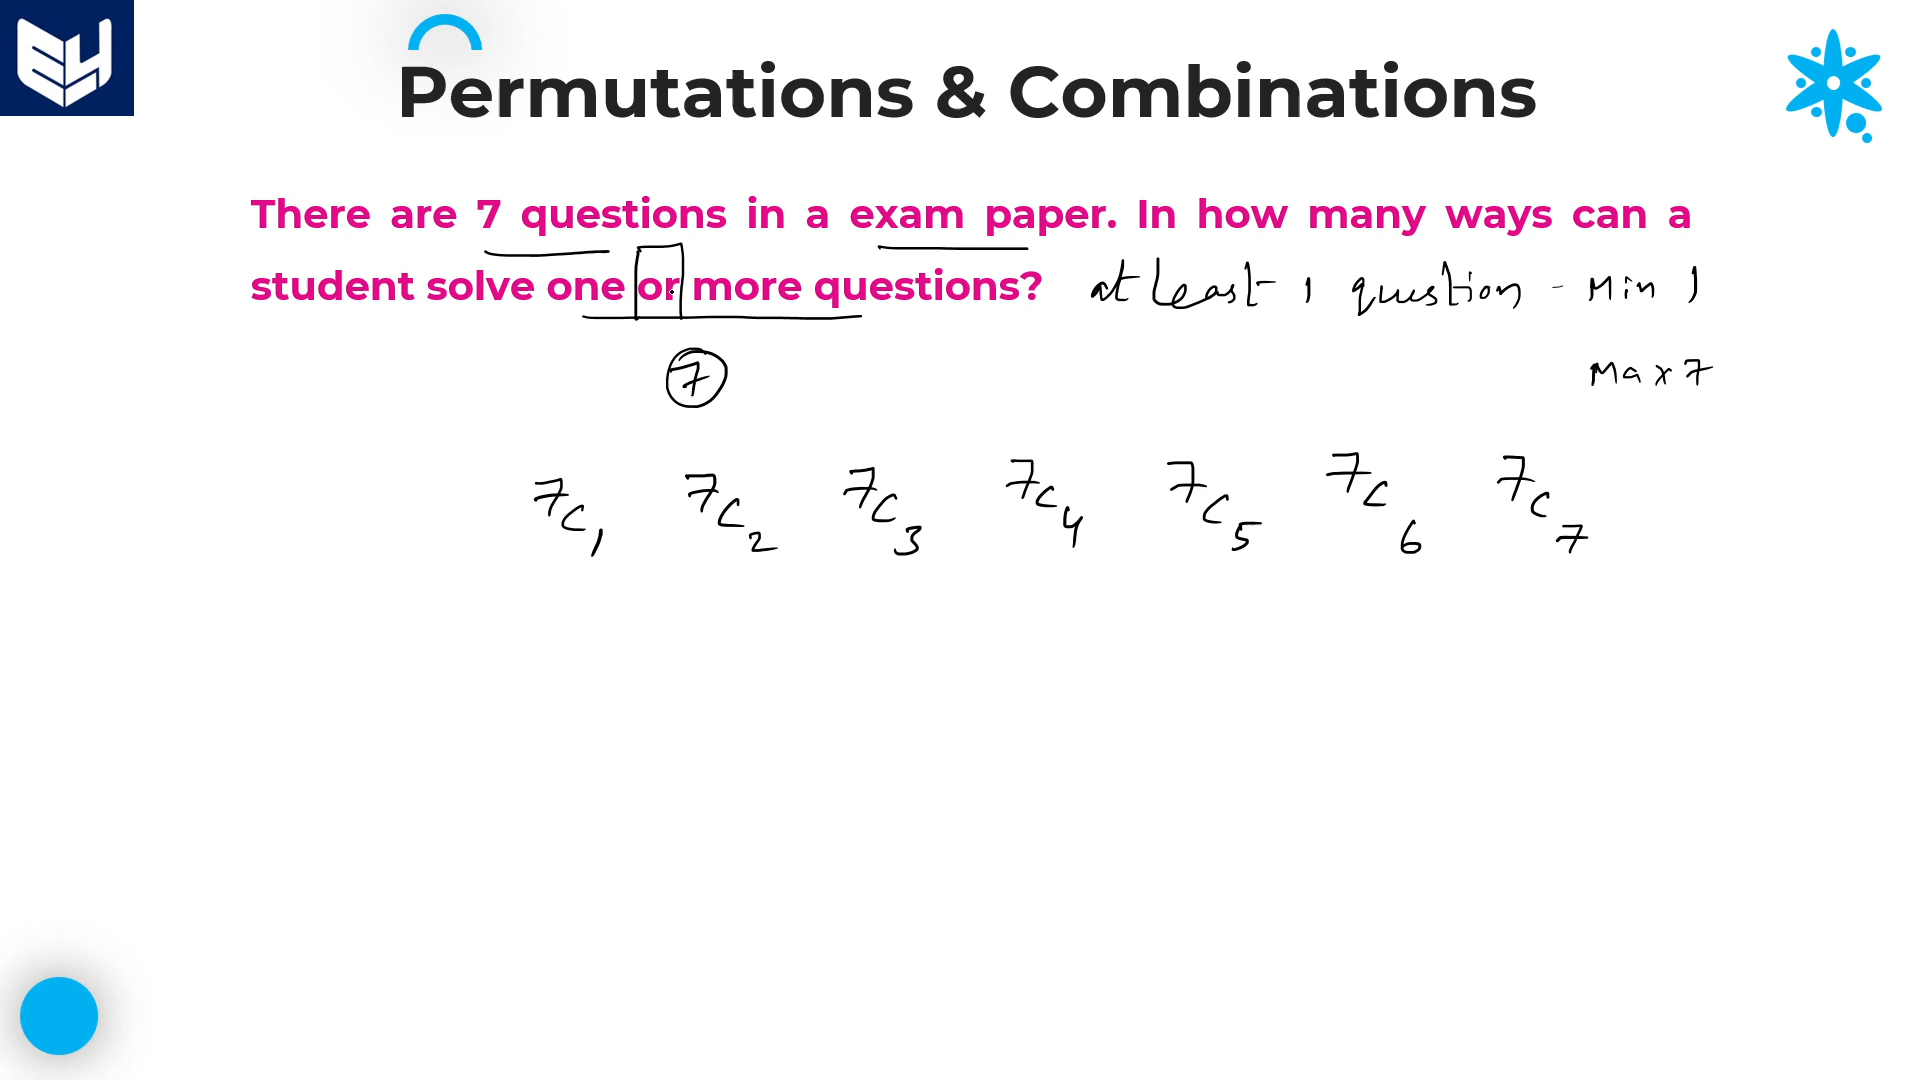 Permutations & Combinations
There are 7 questions in a exam paper. In how many ways can a
student solve one or more questions? at least 1 question - Min 1
7 Max 7
7C1 7C2 7C3 7C4 7C5 7C6 7C7